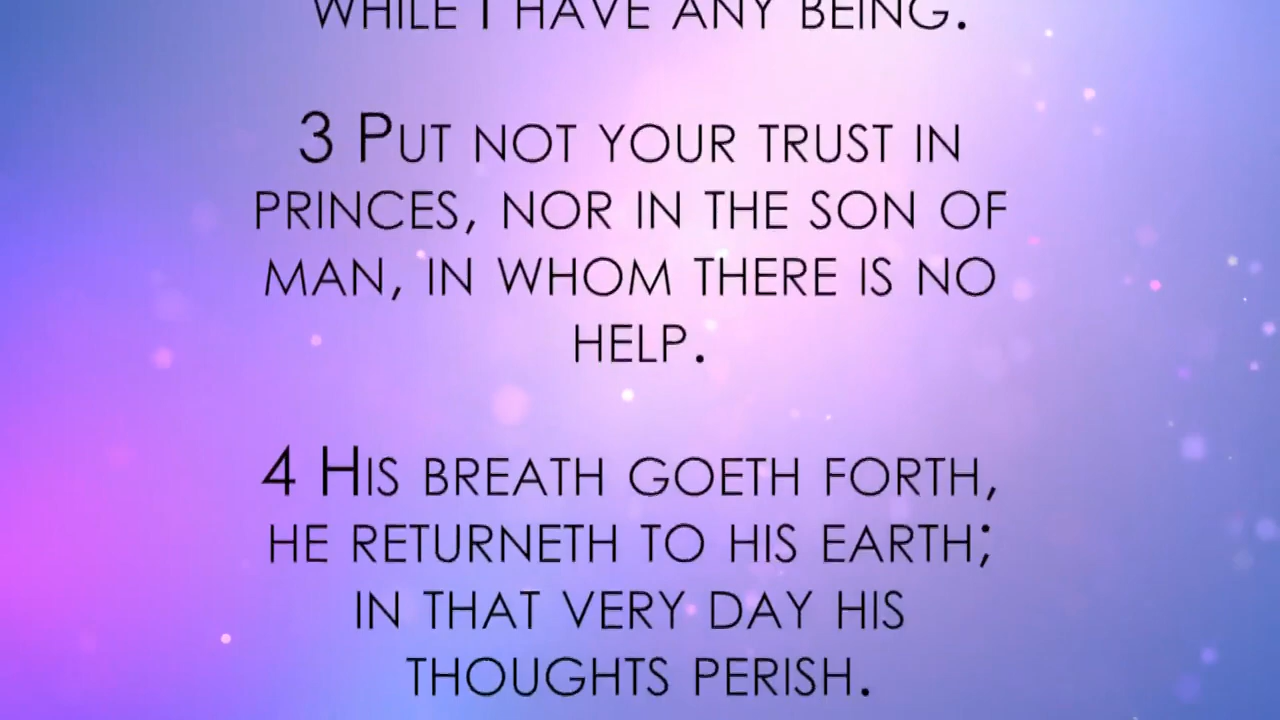 WHILE I HAVE ANY BEING.
3 PUT NOT YOUR TRUST IN
PRINCES, NOR IN THE SON OF
MAN, IN WHOM THERE IS NO
HELP.
4 HIS BREATH GOETH FORTH,
HE RETURNETH TO HIS EARTH;
IN THAT VERY DAY HIS
THOUGHTS PERISH.